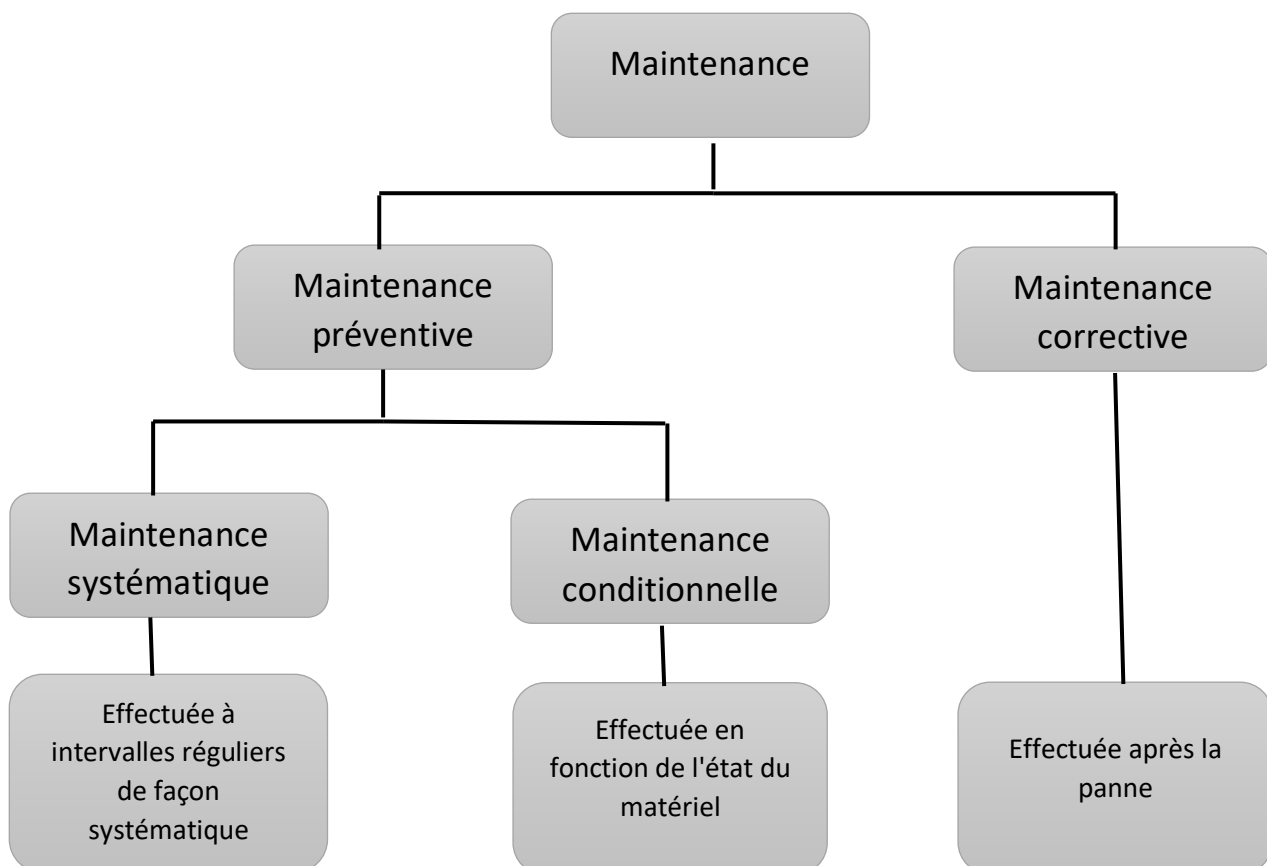 Maintenance
Maintenance
préventive
Maintenance
corrective
Maintenance
systématique
Maintenance
conditionnelle
Effectuée à
intervalles réguliers
de façon
systématique
Effectuée en
fonction de l'état du
matériel
Effectuée après la
panne